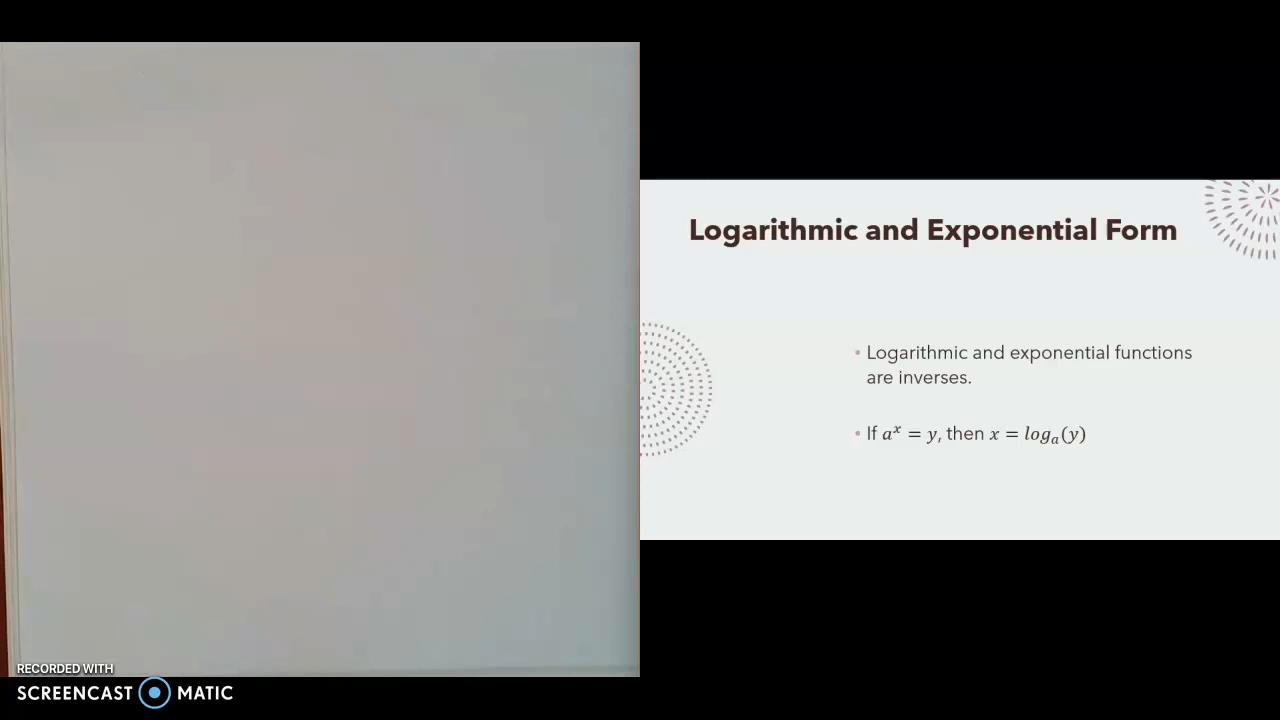 Logarithmic and Exponential Form
• Logarithmic and exponential functions
are inverses.
• If aˣ = y, then x = logₐ(y)
RECORDED WITH
SCREENCAST MATIC